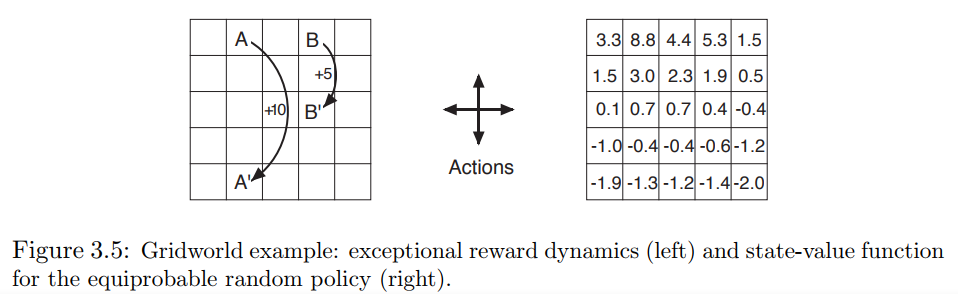 A
B
+5
+10
B'
A'
Actions
3.3 8.8 4.4 5.3 1.5
1.5 3.0 2.3 1.9 0.5
0.1 0.7 0.7 0.4 -0.4
-1.0 -0.4 -0.4 -0.6 -1.2
-1.9 -1.3 -1.2 -1.4 -2.0
Figure 3.5: Gridworld example: exceptional reward dynamics (left) and state-value function
for the equiprobable random policy (right).